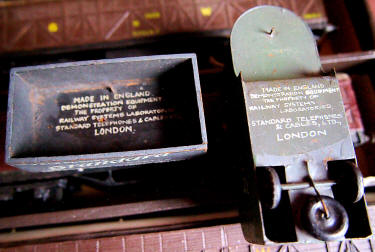 MADE IN ENGLAND
DEMONSTRATION EQUIPMENT
THE PROPERTY OF
RAILWAY SYSTEMS LABORATORIES
STANDARD TELEPHONES & CABLES
LONDON.
MADE IN ENGLAND
DEMONSTRATION EQUIPMENT
THE PROPERTY OF
RAILWAY SYSTEMS
LABORATORIES,
STANDARD TELEPHONES
& CABLES, LTD.,
LONDON